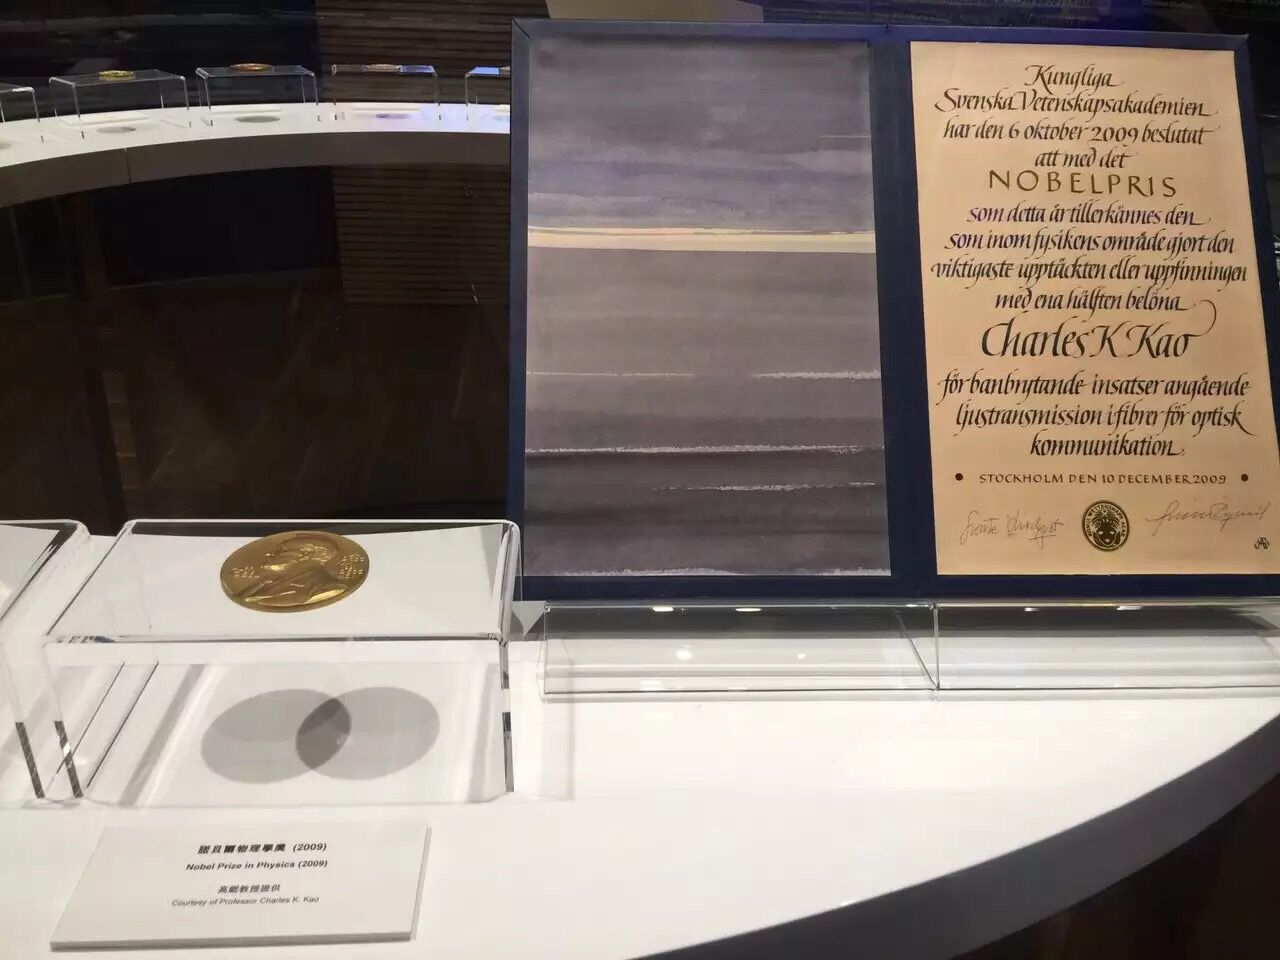 Kungliga
Svenska Vetenskapsakademien
har den 6 oktober 2009 beslutat
att med det
NOBELPRIS
som detta år tillerkännes den
som inom fysikens område gjort den
viktigaste upptäckten eller uppfinningen
med ena hälften belöna
Charles K Kao
för banbrytande insatser angående
ljustransmission i fibrer för optisk
kommunikation
STOCKHOLM DEN 10 DECEMBER 2009
諾貝爾物理學獎 (2009)
Nobel Prize in Physics (2009)
高錕教授提供
Courtesy of Professor Charles K. Kao